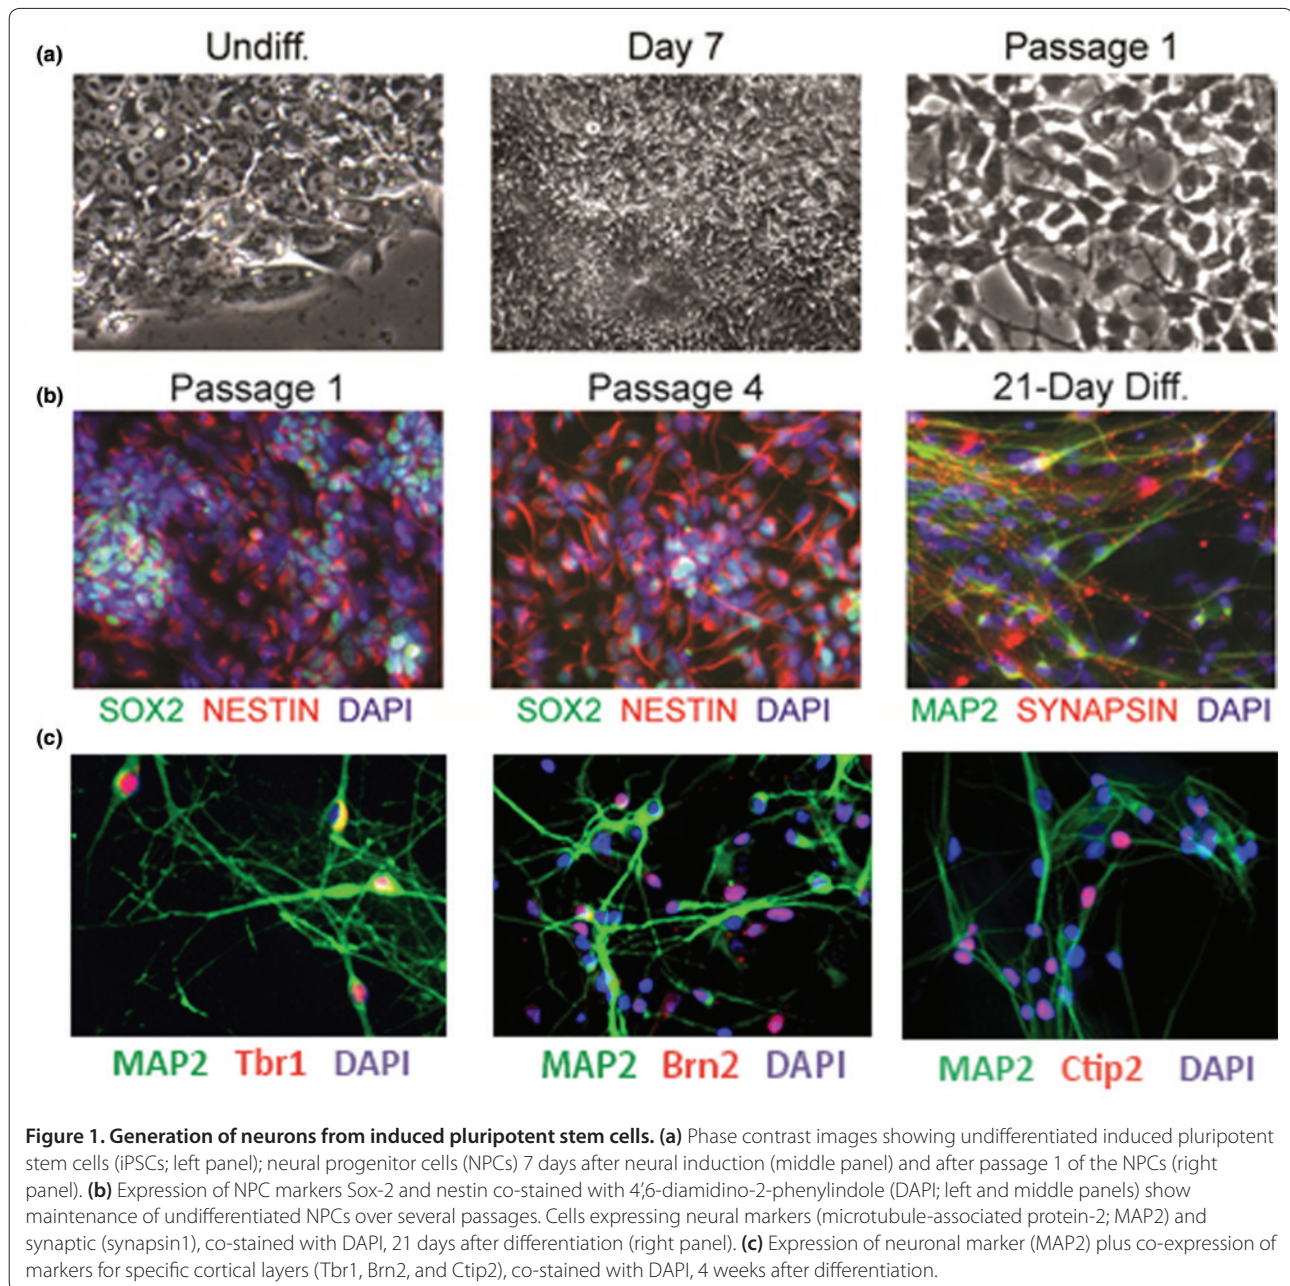 (a) Undiff. Day 7 Passage 1
(b) Passage 1 Passage 4 21-Day Diff.
SOX2 NESTIN DAPI SOX2 NESTIN DAPI MAP2 SYNAPSIN DAPI
(c)
MAP2 Tbr1 DAPI MAP2 Brn2 DAPI MAP2 Ctip2 DAPI
Figure 1. Generation of neurons from induced pluripotent stem cells. (a) Phase contrast images showing undifferentiated induced pluripotent
stem cells (iPSCs; left panel); neural progenitor cells (NPCs) 7 days after neural induction (middle panel) and after passage 1 of the NPCs (right
panel). (b) Expression of NPC markers Sox-2 and nestin co-stained with 4',6-diamidino-2-phenylindole (DAPI; left and middle panels) show
maintenance of undifferentiated NPCs over several passages. Cells expressing neural markers (microtubule-associated protein-2; MAP2) and
synaptic (synapsin1), co-stained with DAPI, 21 days after differentiation (right panel). (c) Expression of neuronal marker (MAP2) plus co-expression of
markers for specific cortical layers (Tbr1, Brn2, and Ctip2), co-stained with DAPI, 4 weeks after differentiation.